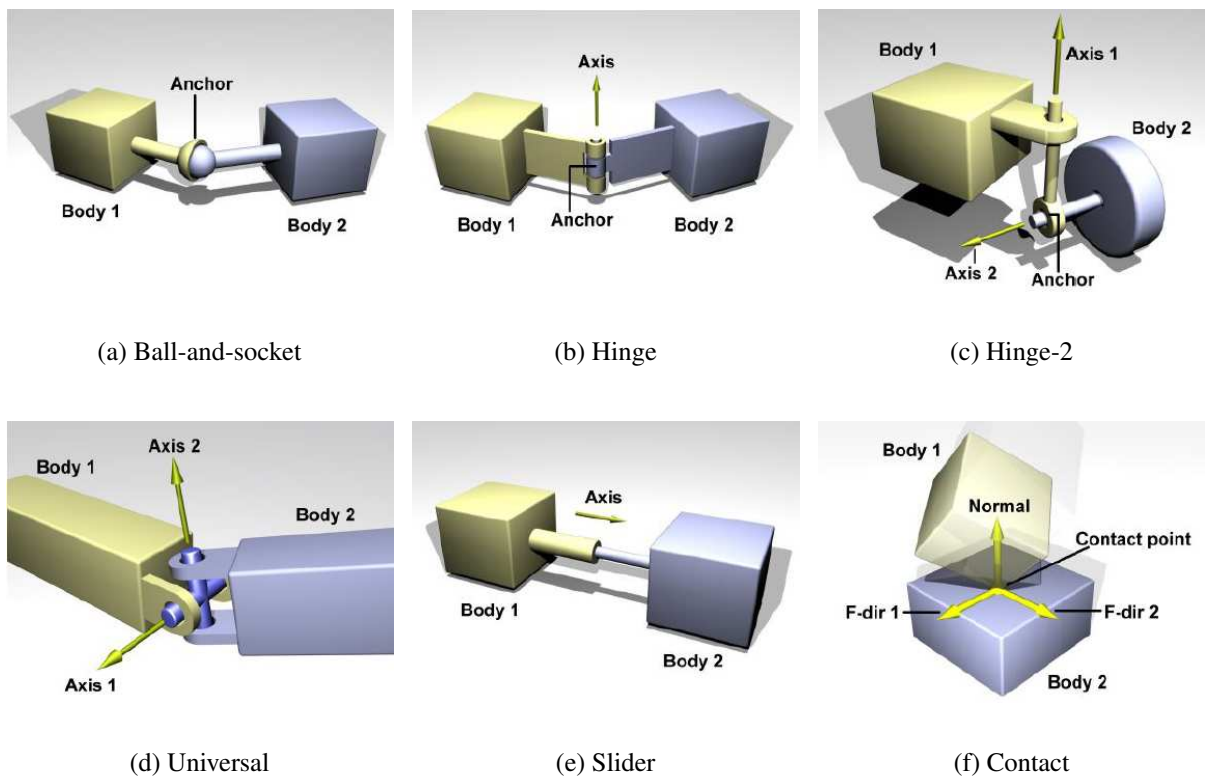 Anchor
Body 1
Body 2
(a) Ball-and-socket
Axis
Body 1
Anchor
Body 2
(b) Hinge
Body 1
Axis 1
Body 2
Axis 2
Anchor
(c) Hinge-2
Axis 2
Body 1
Body 2
Axis 1
(d) Universal
Axis
Body 1
Body 2
(e) Slider
Body 1
Normal
Contact point
F-dir 1
F-dir 2
Body 2
(f) Contact